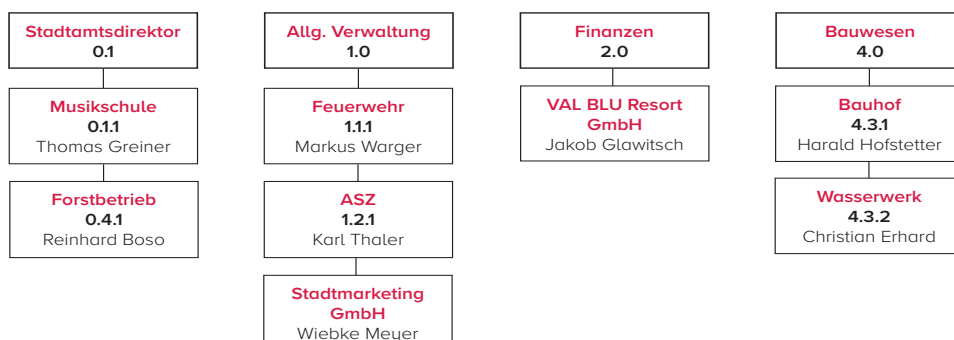 Stadtamtsdirektor
0.1
Musikschule
0.1.1
Thomas Greiner
Forstbetrieb
0.4.1
Reinhard Boso
Allg. Verwaltung
1.0
Feuerwehr
1.1.1
Markus Warger
ASZ
1.2.1
Karl Thaler
Stadtmarketing
GmbH
Wiebke Meyer
Finanzen
2.0
VAL BLU Resort
GmbH
Jakob Glawitsch
Bauwesen
4.0
Bauhof
4.3.1
Harald Hofstetter
Wasserwerk
4.3.2
Christian Erhard